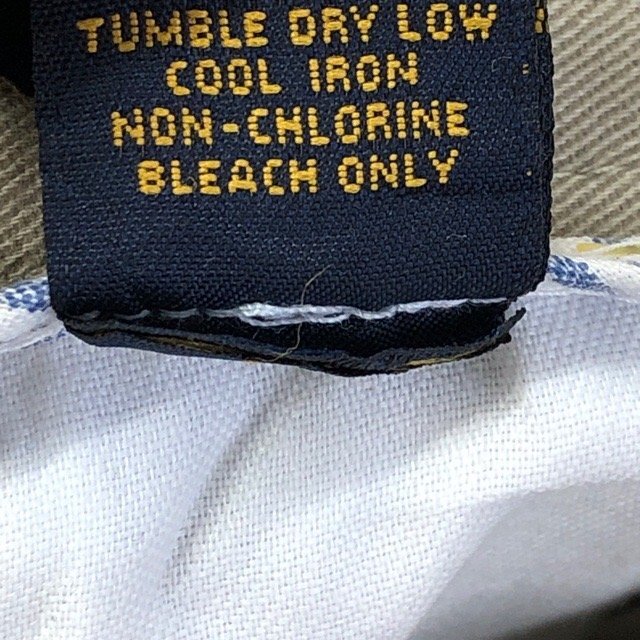 TUMBLE DRY LOW
COOL IRON
NON-CHLORINE
BLEACH ONLY